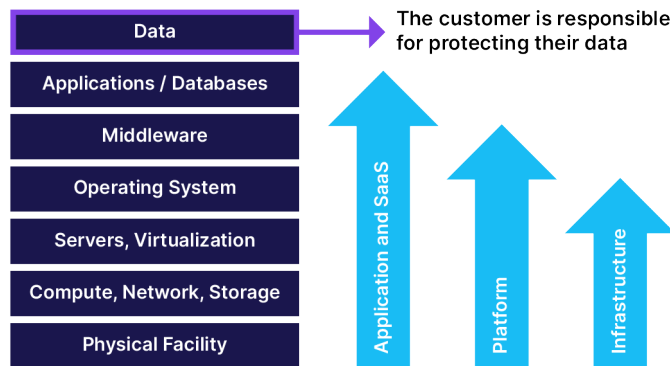 Data
The customer is responsible
for protecting their data
Applications / Databases
Middleware
Operating System
Servers, Virtualization
Compute, Network, Storage
Physical Facility
Application and SaaS
Platform
Infrastructure